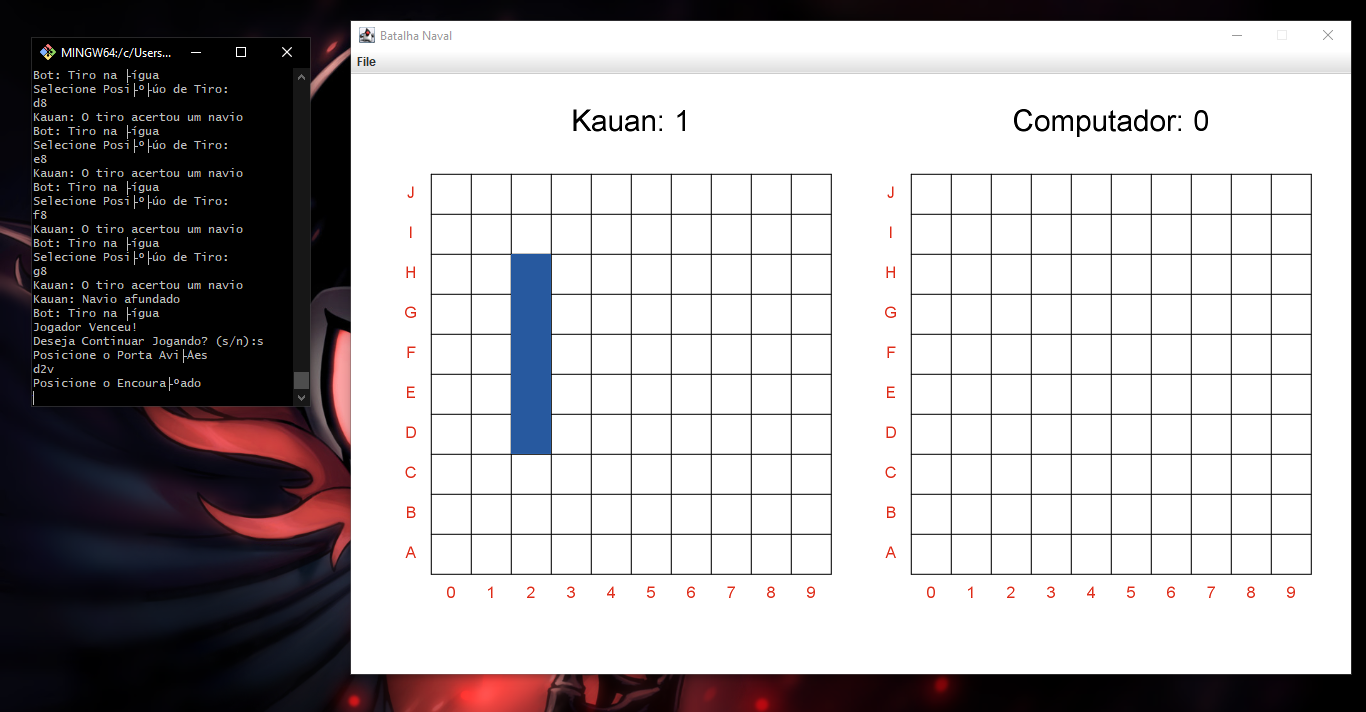 MINGW64:/c/Users...
Bot: Tiro na ├ígua
Selecione Posi├º├úo de Tiro:
d8
Kauan: O tiro acertou um navio
Bot: Tiro na ├ígua
Selecione Posi├º├úo de Tiro:
e8
Kauan: O tiro acertou um navio
Bot: Tiro na ├ígua
Selecione Posi├º├úo de Tiro:
f8
Kauan: O tiro acertou um navio
Bot: Tiro na ├ígua
Selecione Posi├º├úo de Tiro:
g8
Kauan: O tiro acertou um navio
Kauan: Navio afundado
Bot: Tiro na ├ígua
Jogador Venceu!
Deseja Continuar Jogando? (s/n):s
Posicione o Porta Avi├Aes
d2v
Posicione o Encoura├ºado
Batalha Naval
File
Kauan: 1
J
I
H
G
F
E
D
C
B
A
0 1 2 3 4 5 6 7 8 9
Computador: 0
J
I
H
G
F
E
D
C
B
A
0 1 2 3 4 5 6 7 8 9